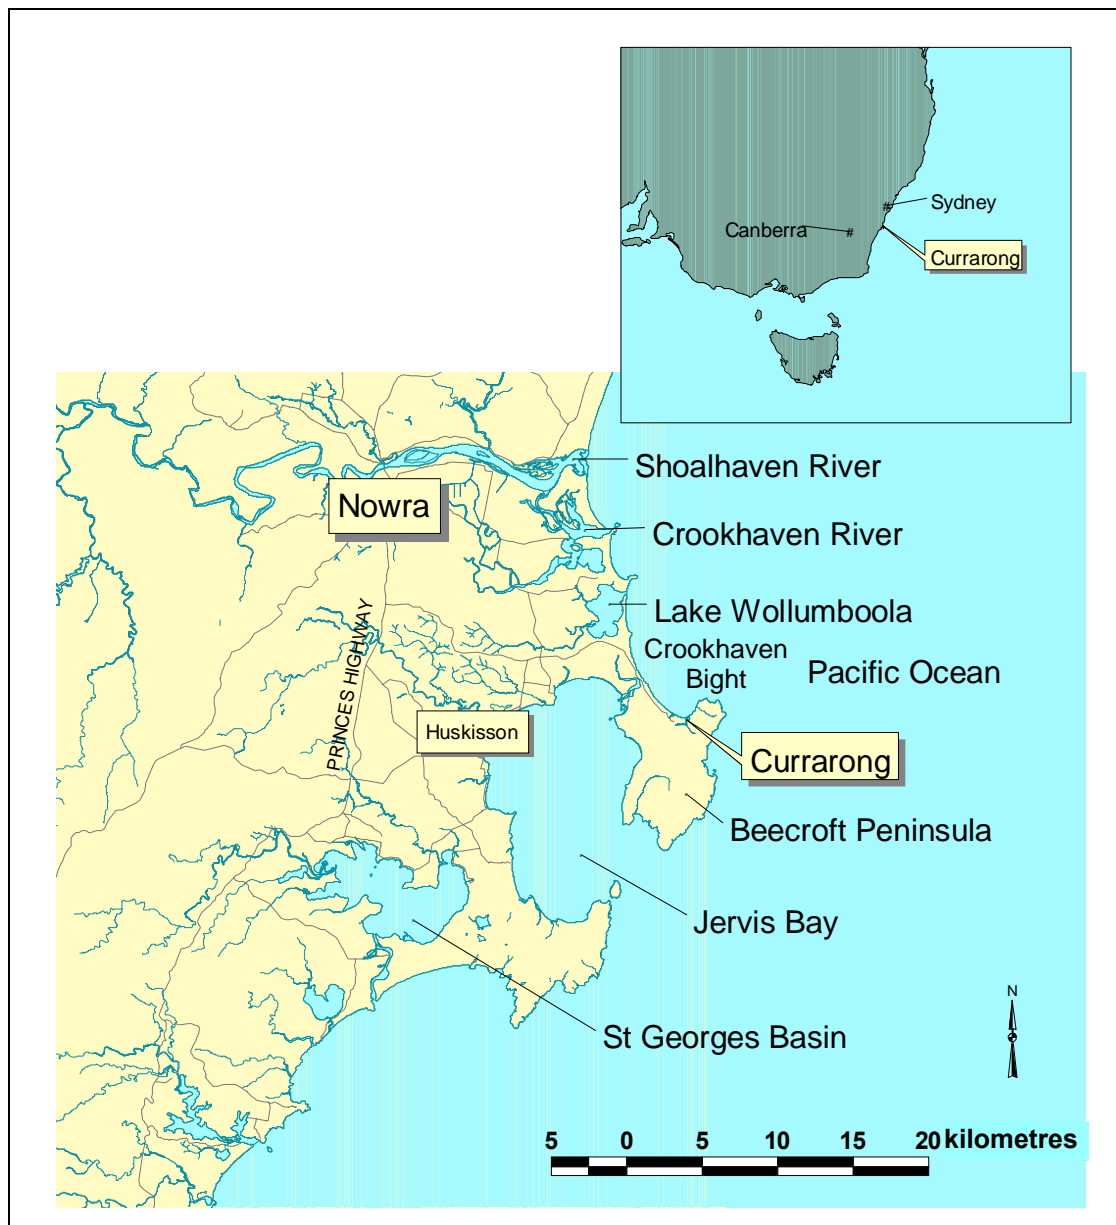 Sydney
Canberra
Currarong
Shoalhaven River
Nowra
Crookhaven River
Lake Wollumboola
PRINCES HIGHWAY
Crookhaven
Bight
Pacific Ocean
Huskisson
Currarong
Beecroft Peninsula
Jervis Bay
St Georges Basin
N
5 0 5 10 15 20 kilometres